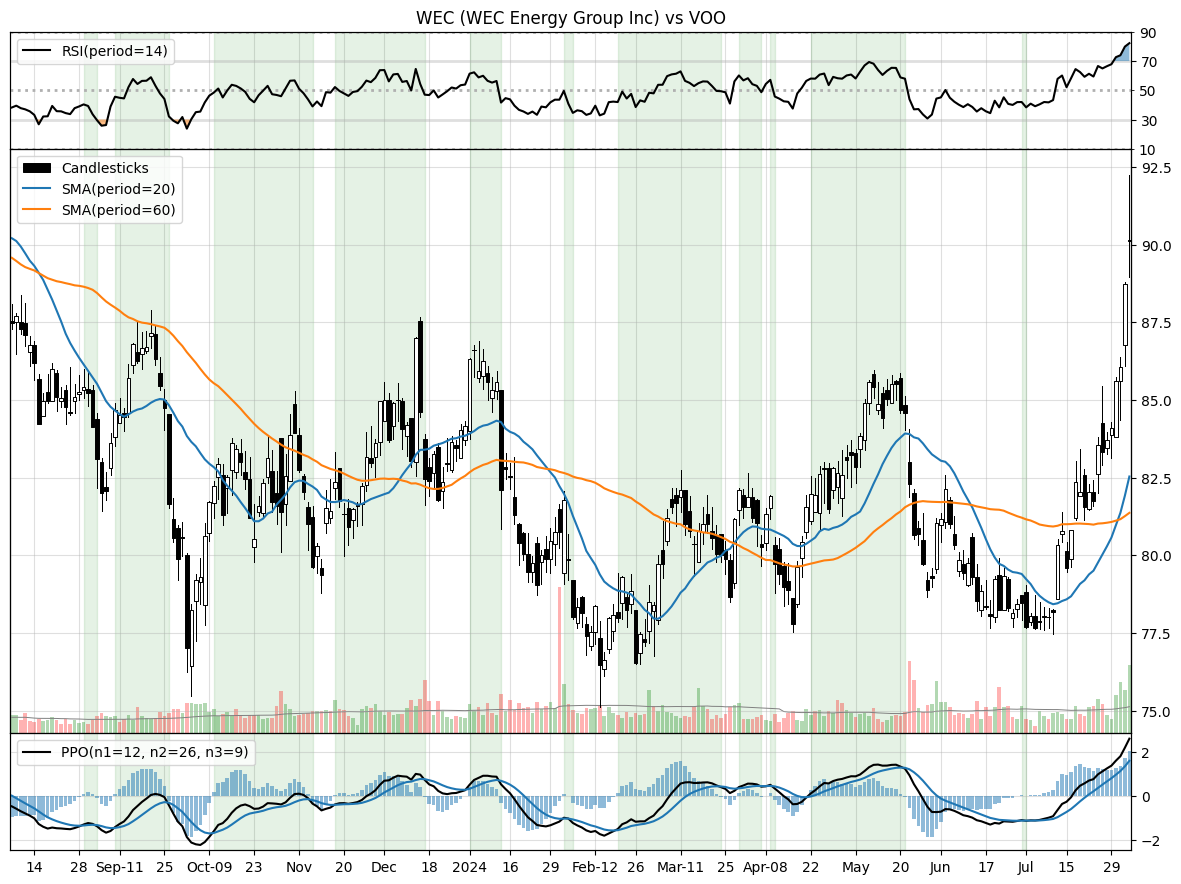 WEC (WEC Energy Group Inc) vs VOO
RSI(period=14)
90
70
50
30
10
Candlesticks
SMA(period=20)
SMA(period=60)
92.5
90.0
87.5
85.0
82.5
80.0
77.5
75.0
PPO(n1=12, n2=26, n3=9)
2
0
−2
14 28 Sep-11 25 Oct-09 23 Nov 20 Dec 18 2024 16 29 Feb-12 26 Mar-11 25 Apr-08 22 May 20 Jun 17 Jul 15 29